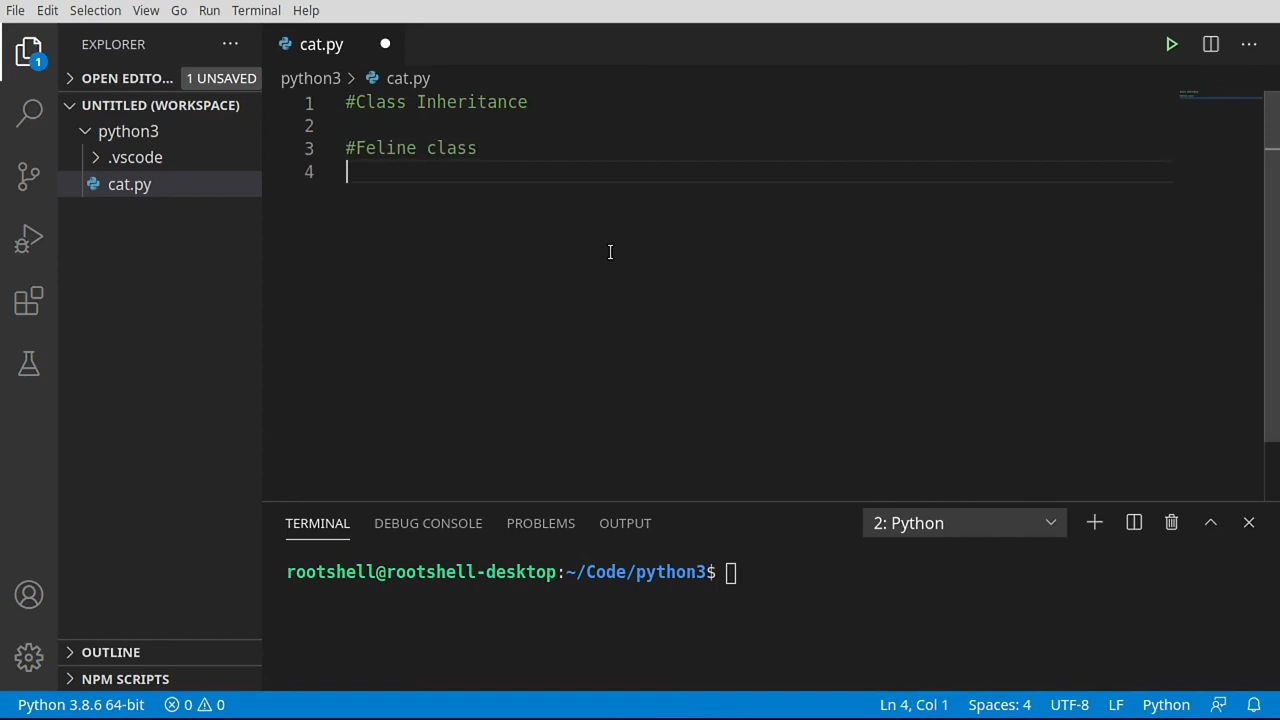 File Edit Selection View Go Run Terminal Help
EXPLORER ...
cat.py
1
OPEN EDITO... 1 UNSAVED
python3 > cat.py
UNTITLED (WORKSPACE)
python3
.vscode
cat.py
1 #Class Inheritance
2
3 #Feline class
4
TERMINAL DEBUG CONSOLE PROBLEMS OUTPUT 2: Python
rootshell@rootshell-desktop:~/Code/python3$
OUTLINE
NPM SCRIPTS
Python 3.8.6 64-bit 0 0 Ln 4, Col 1 Spaces: 4 UTF-8 LF Python